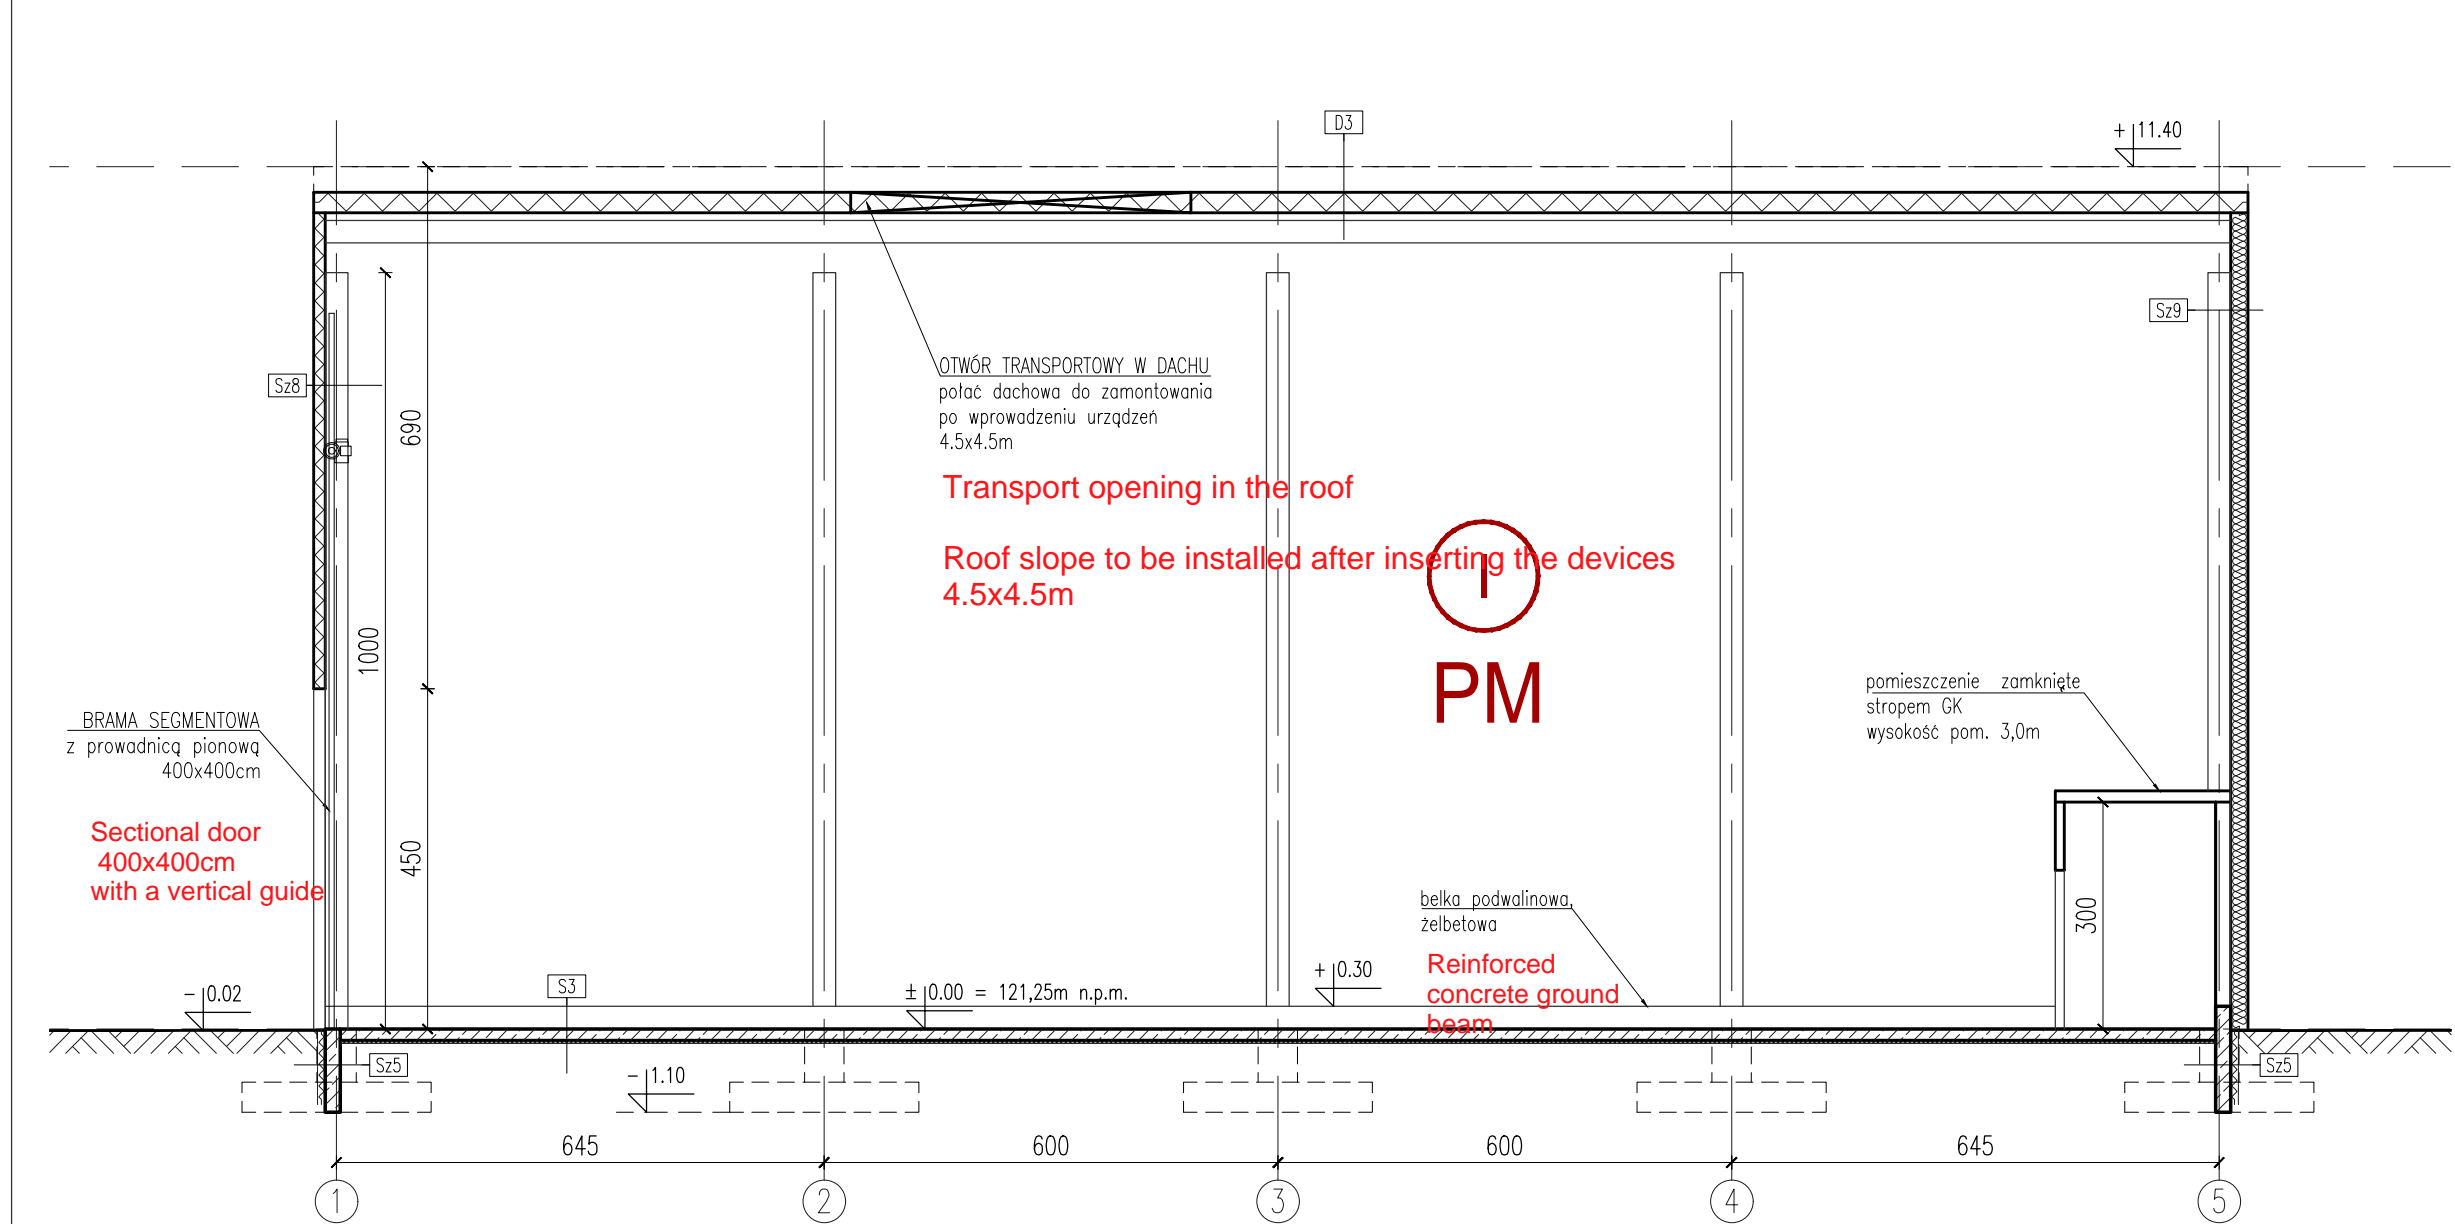 D3
+ 11.40
Sz9
Sz8
OTWÓR TRANSPORTOWY W DACHU
połać dachowa do zamontowania
po wprowadzeniu urządzeń
4.5x4.5m
690
Transport opening in the roof
Roof slope to be installed after inserting the devices
4.5x4.5m
I
PM
1000
BRAMA SEGMENTOWA
z prowadnicą pionową
400x400cm
pomieszczenie zamknięte
stropem GK
wysokość pom. 3,0m
Sectional door
400x400cm
with a vertical guide
450
belka podwalinowa,
żelbetowa
300
Reinforced
concrete ground
beam
- 0.02
S3
± 0.00 = 121,25m n.p.m.
+ 0.30
Sz5
- 1.10
Sz5
645
600
600
645
1
2
3
4
5